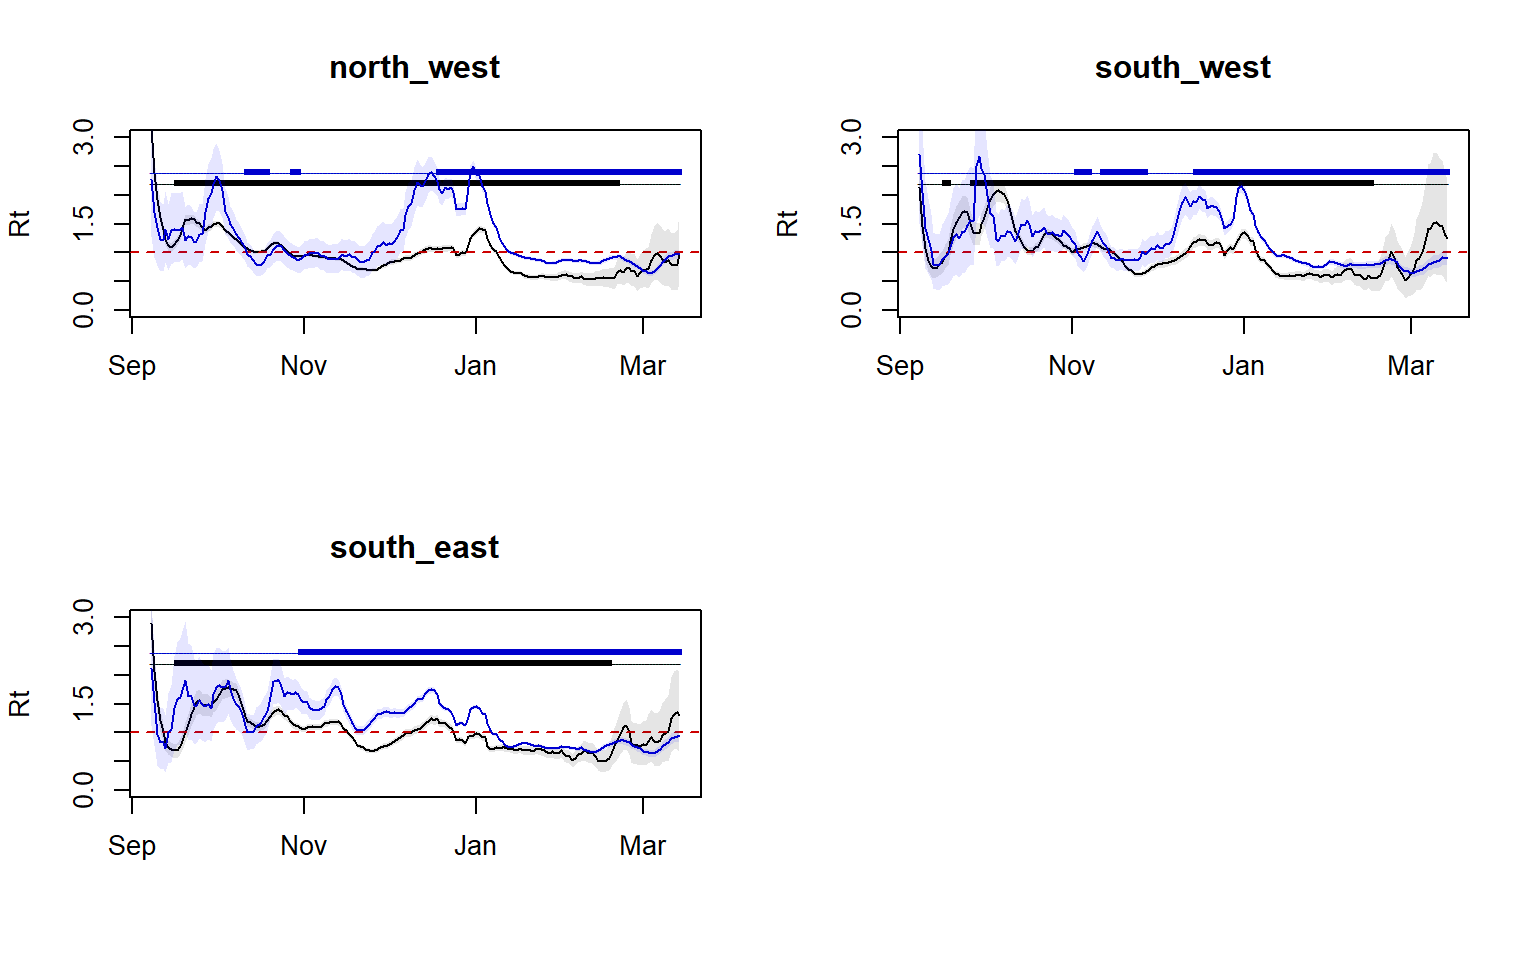 north_west
Rt
0.0 1.5 3.0
Sep Nov Jan Mar
south_west
Rt
0.0 1.5 3.0
Sep Nov Jan Mar
south_east
Rt
0.0 1.5 3.0
Sep Nov Jan Mar